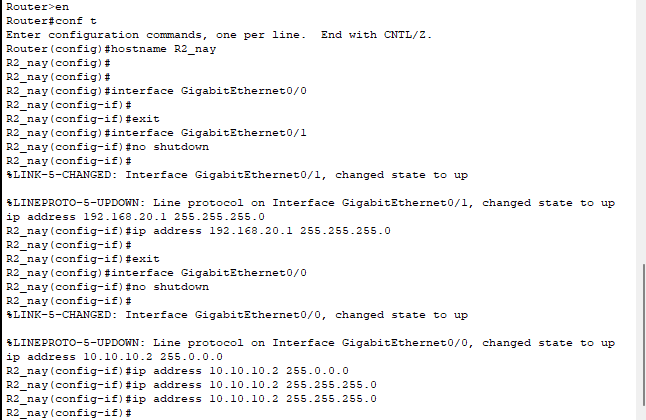 Router>en
Router#conf t
Enter configuration commands, one per line.  End with CNTL/Z.
Router(config)#hostname R2_nay
R2_nay(config)#
R2_nay(config)#
R2_nay(config)#interface GigabitEthernet0/0
R2_nay(config-if)#
R2_nay(config-if)#exit
R2_nay(config)#interface GigabitEthernet0/1
R2_nay(config-if)#no shutdown
R2_nay(config-if)#
%LINK-5-CHANGED: Interface GigabitEthernet0/1, changed state to up

%LINEPROTO-5-UPDOWN: Line protocol on Interface GigabitEthernet0/1, changed state to up
ip address 192.168.20.1 255.255.255.0
R2_nay(config-if)#ip address 192.168.20.1 255.255.255.0
R2_nay(config-if)#
R2_nay(config-if)#exit
R2_nay(config)#interface GigabitEthernet0/0
R2_nay(config-if)#no shutdown
R2_nay(config-if)#
%LINK-5-CHANGED: Interface GigabitEthernet0/0, changed state to up

%LINEPROTO-5-UPDOWN: Line protocol on Interface GigabitEthernet0/0, changed state to up
ip address 10.10.10.2 255.0.0.0
R2_nay(config-if)#ip address 10.10.10.2 255.0.0.0
R2_nay(config-if)#ip address 10.10.10.2 255.255.255.0
R2_nay(config-if)#ip address 10.10.10.2 255.255.255.0
R2_nay(config-if)#